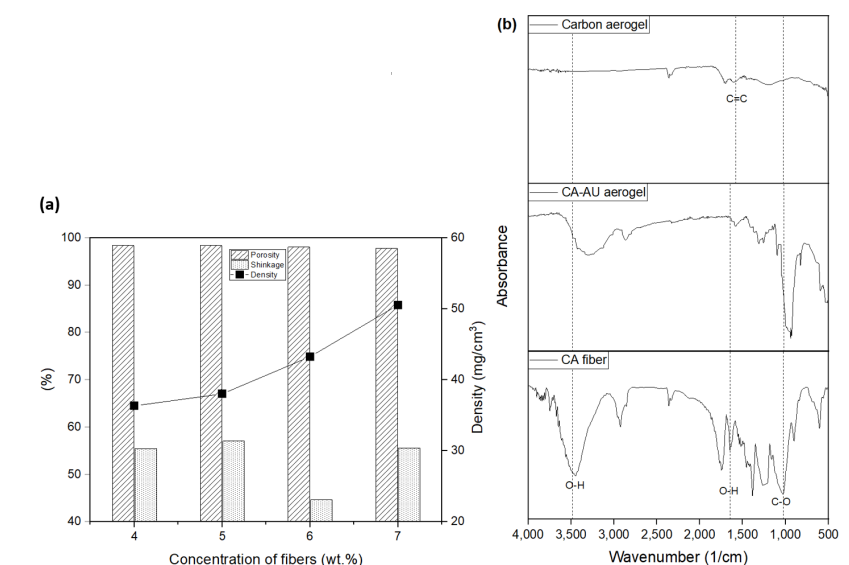 (a)
100
90
80
70
60
50
40
(%)
Porosity
Shinkage
Density
60
50
40
30
20
Density (mg/cm³)
4 5 6 7
Concentration of fibers (wt.%)
(b)
Carbon aerogel
C=C
CA-AU aerogel
Absorbance
CA fiber
O-H
O-H
C-O
4,000 3,500 3,000 2,500 2,000 1,500 1,000 500
Wavenumber (1/cm)